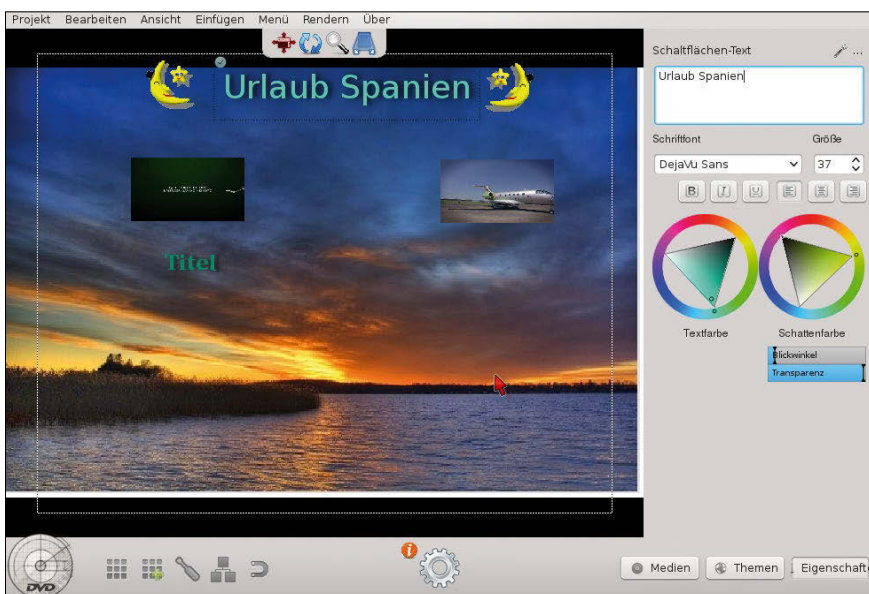 Projekt Bearbeiten Ansicht Einfügen Menü Rendern Über
Schaltflächen-Text ...
Urlaub Spanien
Urlaub Spanien
Schriftfont Größe
DejaVu Sans 37
B I U
Titel
Textfarbe Schattenfarbe
Blickwinkel
Transparenz
DVD
i
Medien Themen Eigenschaft